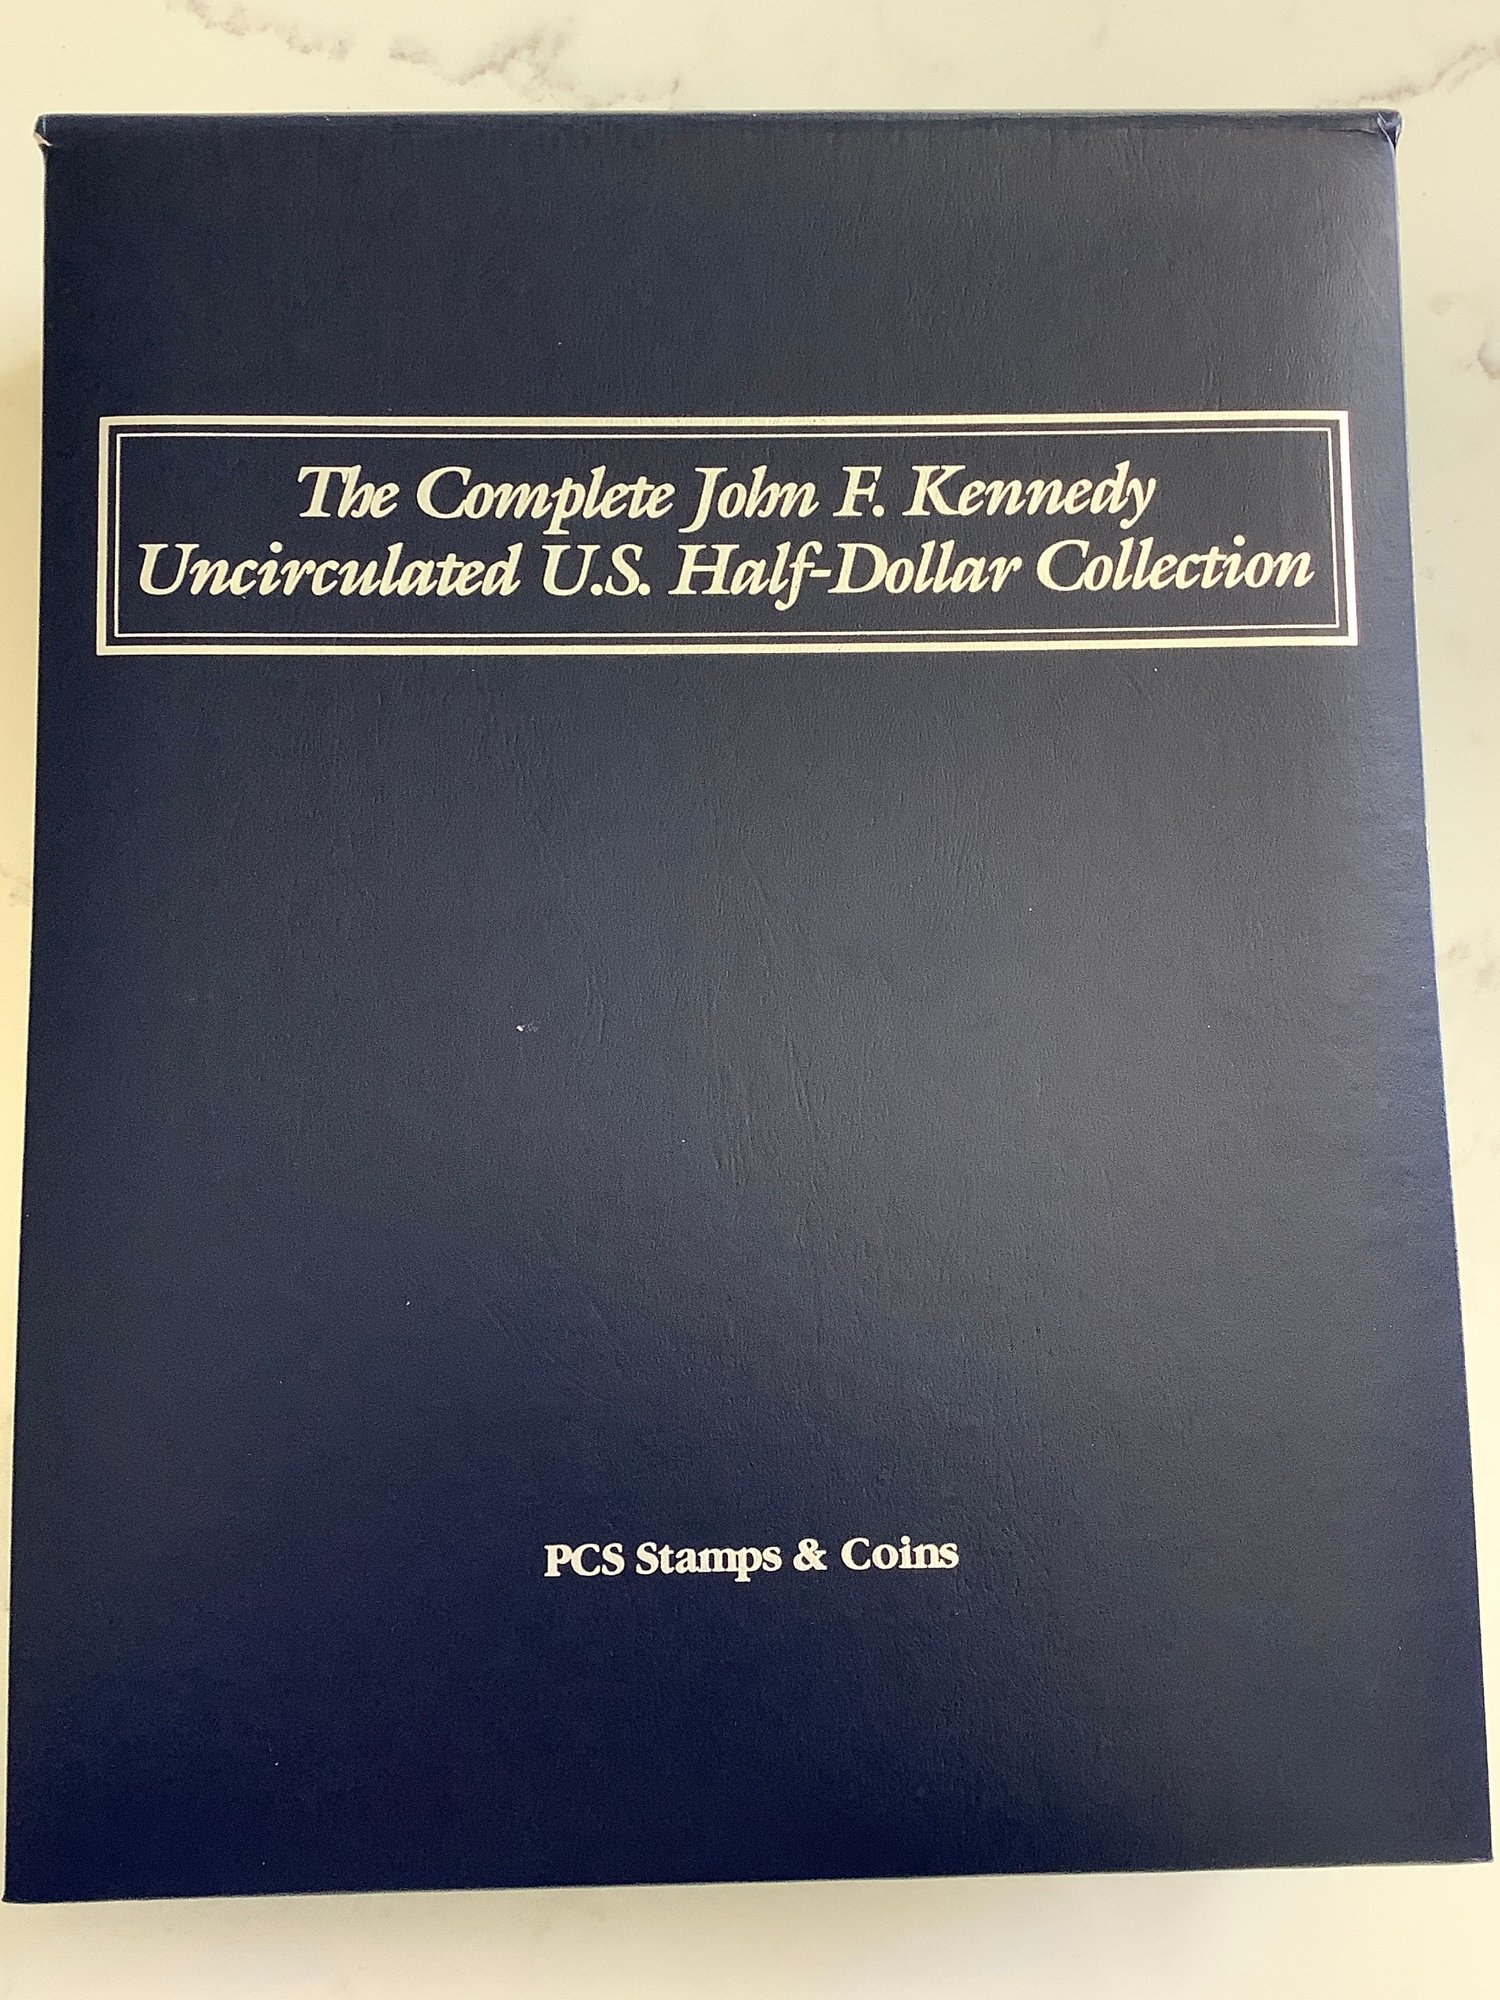 The Complete John F. Kennedy
Uncirculated U.S. Half-Dollar Collection
PCS Stamps & Coins